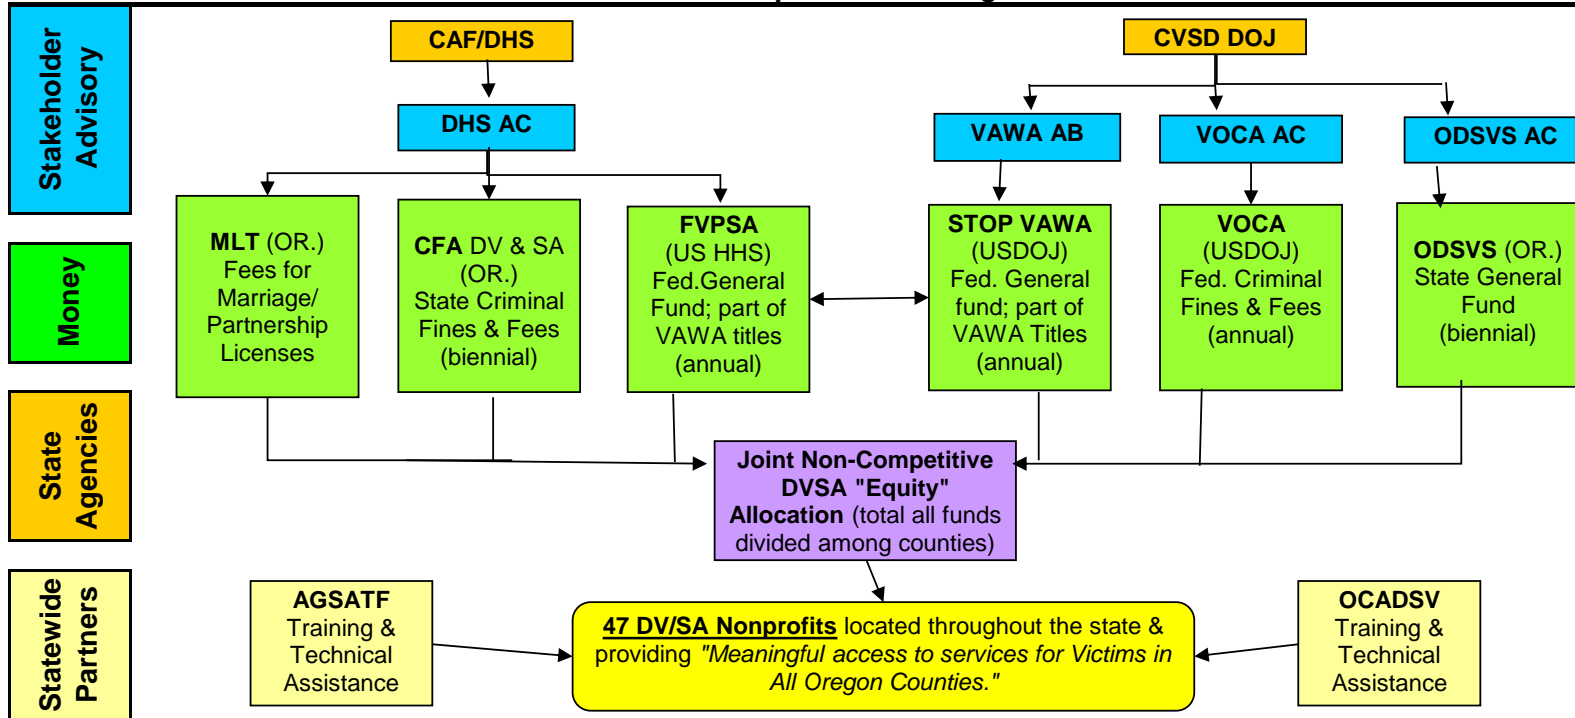 CAF/DHS
CVSD DOJ
Stakeholder
Advisory
DHS AC
VAWA AB
VOCA AC
ODSVS AC
Money
MLT (OR.)
Fees for
Marriage/
Partnership
Licenses
CFA DV & SA
(OR.)
State Criminal
Fines & Fees
(biennial)
FVPSA
(US HHS)
Fed.General
Fund; part of
VAWA titles
(annual)
STOP VAWA
(USDOJ)
Fed. General
fund; part of
VAWA Titles
(annual)
VOCA
(USDOJ)
Fed. Criminal
Fines & Fees
(annual)
ODSVS (OR.)
State General
Fund
(biennial)
State
Agencies
Joint Non-Competitive
DVSA "Equity"
Allocation (total all funds
divided among counties)
Statewide
Partners
AGSATF
Training &
Technical
Assistance
47 DV/SA Nonprofits located throughout the state &
providing "Meaningful access to services for Victims in
All Oregon Counties."
OCADSV
Training &
Technical
Assistance